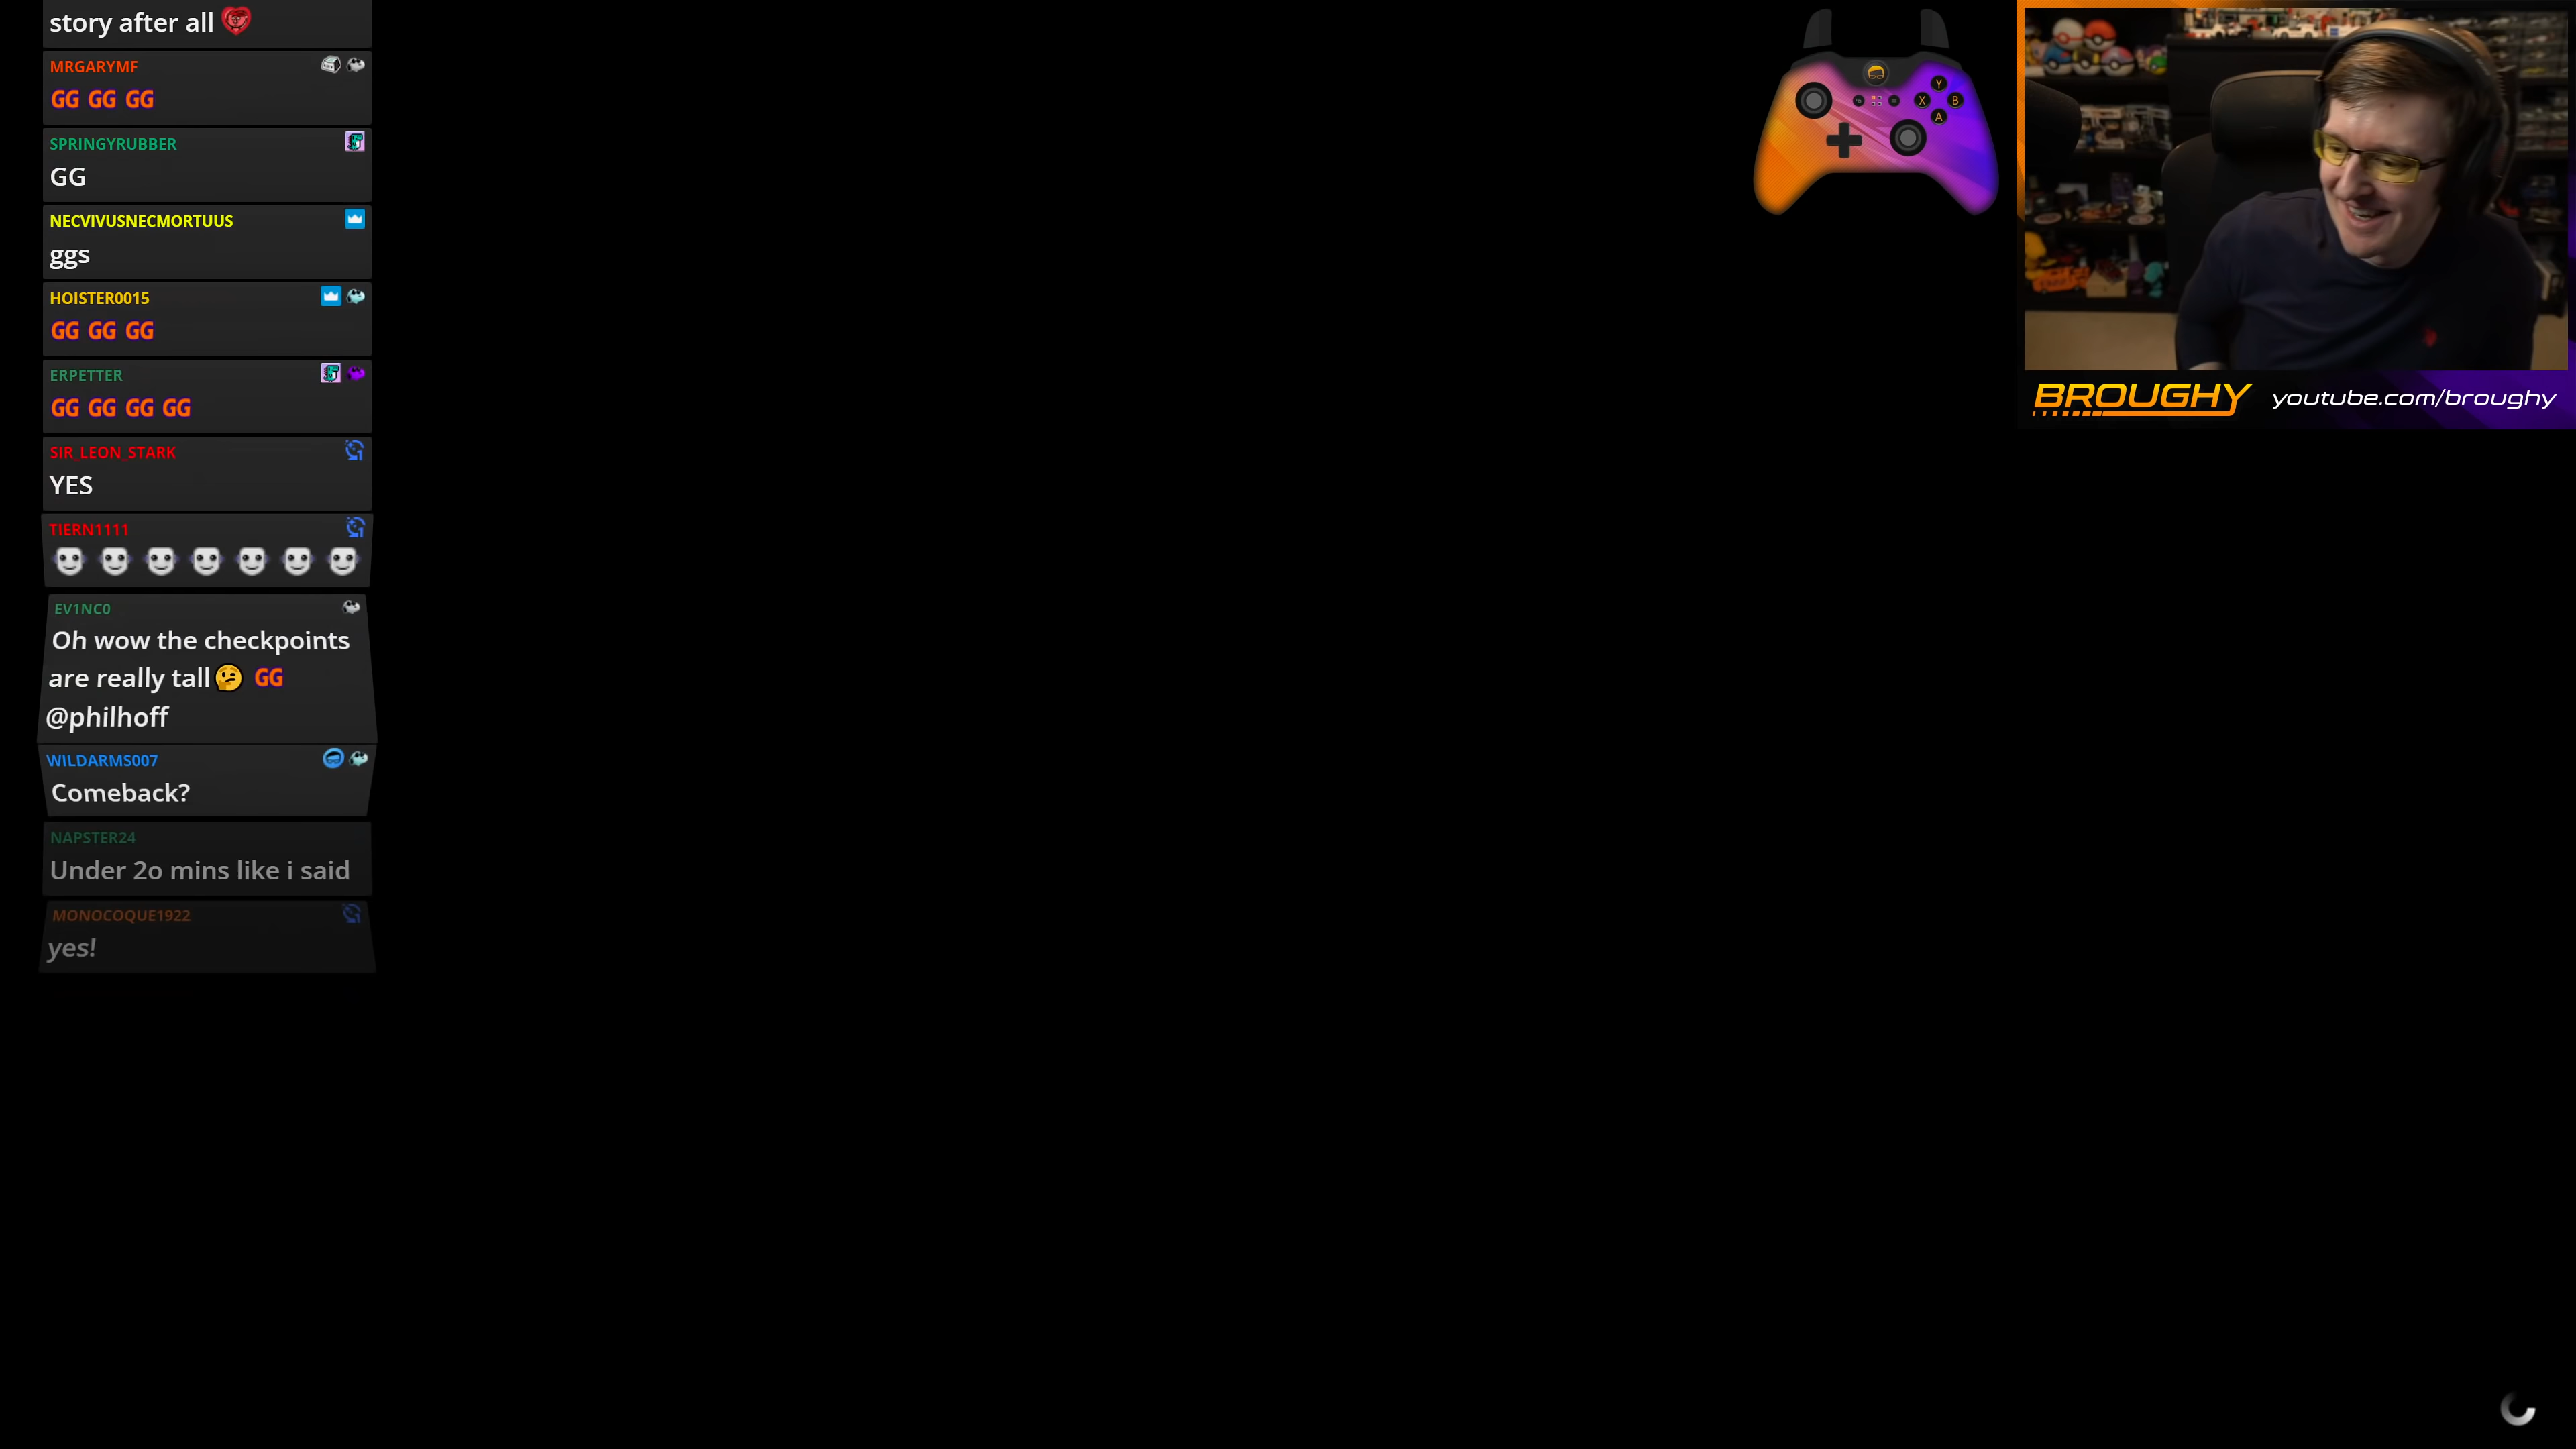 story after all
MRGARYMF
GG GG GG
SPRINGYRUBBER
GG
NECVIVUSNECMORTUUS
ggs
HOISTER0015
GG GG GG
ERPETTER
GG GG GG GG
SIR_LEON_STARK
YES
TIERN1111
EV1NC0
Oh wow the checkpoints
are really tall GG
@philhoff
WILDARMS007
Comeback?
NAPSTER24
Under 2o mins like i said
MONOCOQUE1922
yes!
Y
X B
A
BROUGHY youtube.com/broughy